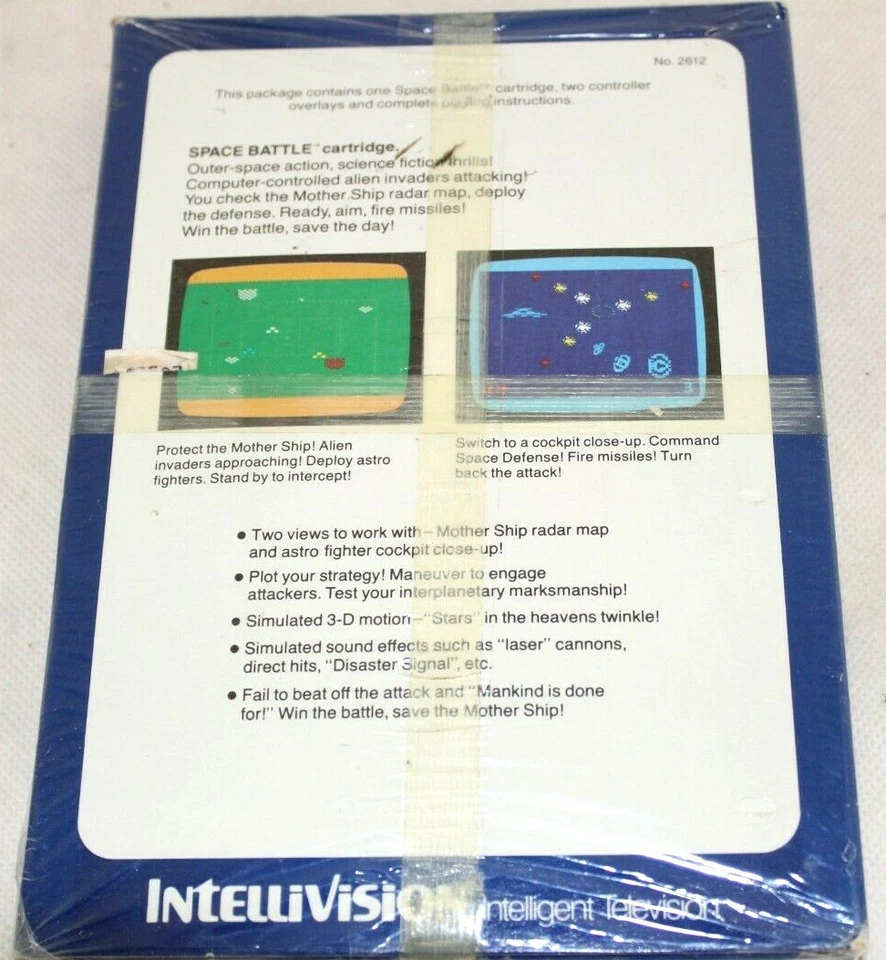 No. 2612
This package contains one Space Battle™ cartridge, two controller
overlays and complete playing instructions.
SPACE BATTLE™ cartridge.
Outer-space action, science fiction thrills!
Computer-controlled alien invaders attacking!
You check the Mother Ship radar map, deploy
the defense. Ready, aim, fire missiles!
Win the battle, save the day!
3
Protect the Mother Ship! Alien
invaders approaching! Deploy astro
fighters. Stand by to intercept!
Switch to a cockpit close-up. Command
Space Defense! Fire missiles! Turn
back the attack!
• Two views to work with—Mother Ship radar map
and astro fighter cockpit close-up!
• Plot your strategy! Maneuver to engage
attackers. Test your interplanetary marksmanship!
• Simulated 3-D motion—"Stars" in the heavens twinkle!
• Simulated sound effects such as "laser" cannons,
direct hits, "Disaster Signal", etc.
• Fail to beat off the attack and "Mankind is done
for!" Win the battle, save the Mother Ship!
INTELLIVISION Intelligent Television